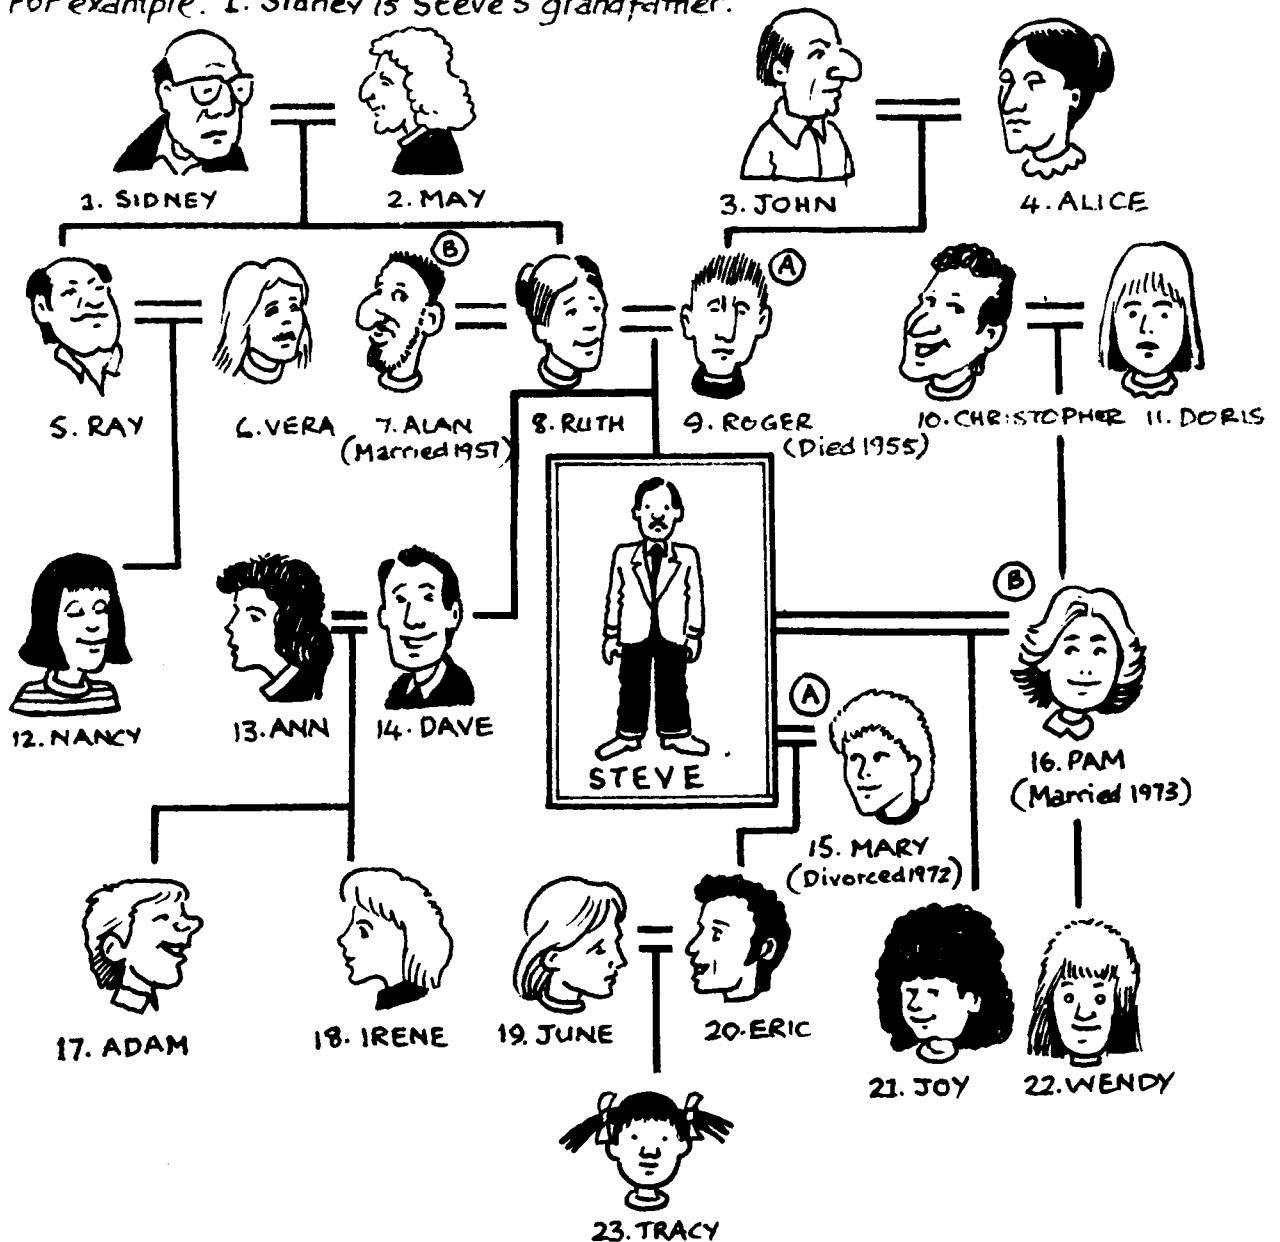 For example: 1. Sidney is Steve's grandfather.
1. SIDNEY 2. MAY 3. JOHN 4. ALICE
B A
5. RAY 6. VERA 7. ALAN 8. RUTH 9. ROGER 10. CHRISTOPHER 11. DORIS
(Married 1957) (Died 1955)
B
A
12. NANCY 13. ANN 14. DAVE STEVE 16. PAM
(Married 1973)
15. MARY
(Divorced 1972)
17. ADAM 18. IRENE 19. JUNE 20. ERIC 21. JOY 22. WENDY
23. TRACY